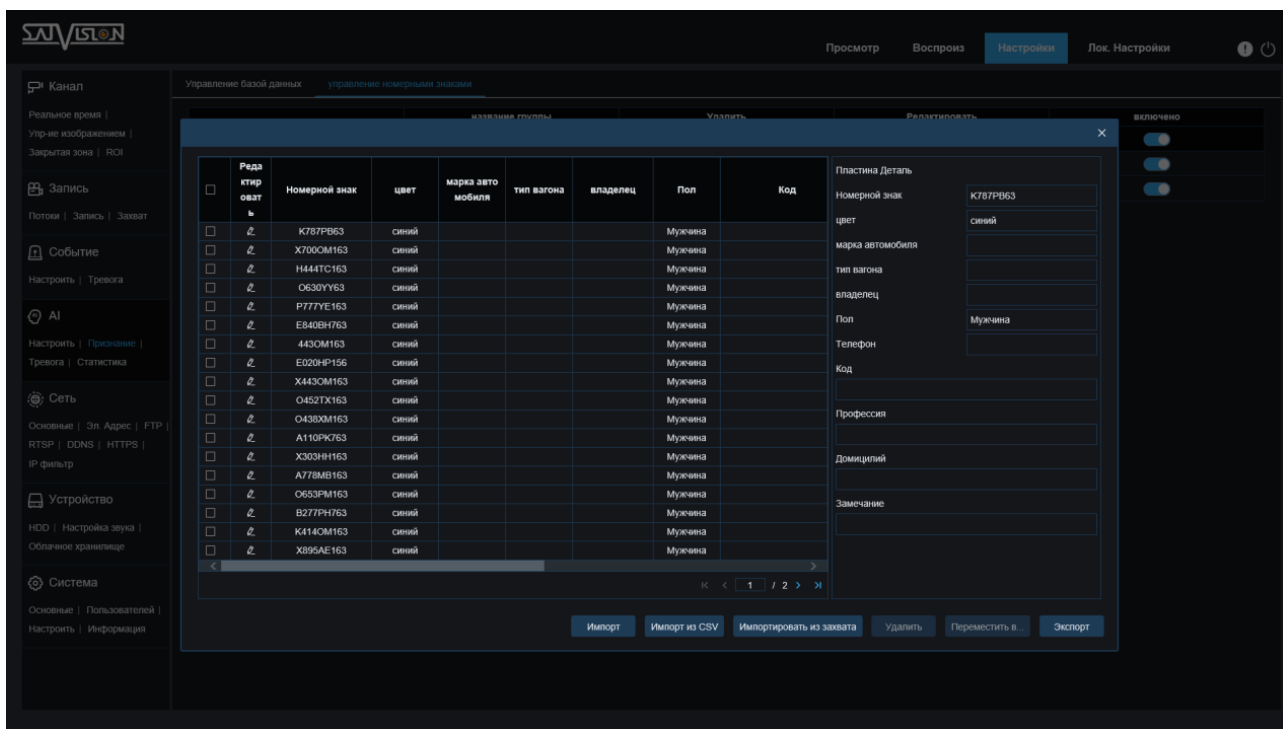 SATVISION
Просмотр Воспроиз Настройки Лок. Настройки
Канал
Реальное время |
Упр-ие изображением |
Закрытая зона | ROI
Запись
Потоки | Запись | Захват
Событие
Настроить | Тревога
AI
Настроить | Признание |
Тревога | Статистика
Сеть
Основные | Эл. Адрес | FTP |
RTSP | DDNS | HTTPS |
IP фильтр
Устройство
HDD | Настройка звука |
Облачное хранилище
Система
Основные | Пользователей |
Настроить | Информация
Управление базой данных управление номерными знаками
название группы Удалить Редактировать включено
Редактировать Номерной знак цвет марка автомобиля тип вагона владелец Пол Код
K787PB63 синий Мужчина
X700OM163 синий Мужчина
H444TC163 синий Мужчина
O630YY63 синий Мужчина
P777YE163 синий Мужчина
E840BH763 синий Мужчина
443OM163 синий Мужчина
E020HP156 синий Мужчина
X443OM163 синий Мужчина
O452TX163 синий Мужчина
O438XM163 синий Мужчина
A110PK763 синий Мужчина
X303HH163 синий Мужчина
A778MB163 синий Мужчина
O653PM163 синий Мужчина
B277PH763 синий Мужчина
K414OM163 синий Мужчина
X895AE163 синий Мужчина
1 / 2
Пластина Деталь
Номерной знак K787PB63
цвет синий
марка автомобиля
тип вагона
владелец
Пол Мужчина
Телефон
Код
Профессия
Домицилий
Замечание
Импорт Импорт из CSV Импортировать из захвата Удалить Переместить в... Экспорт